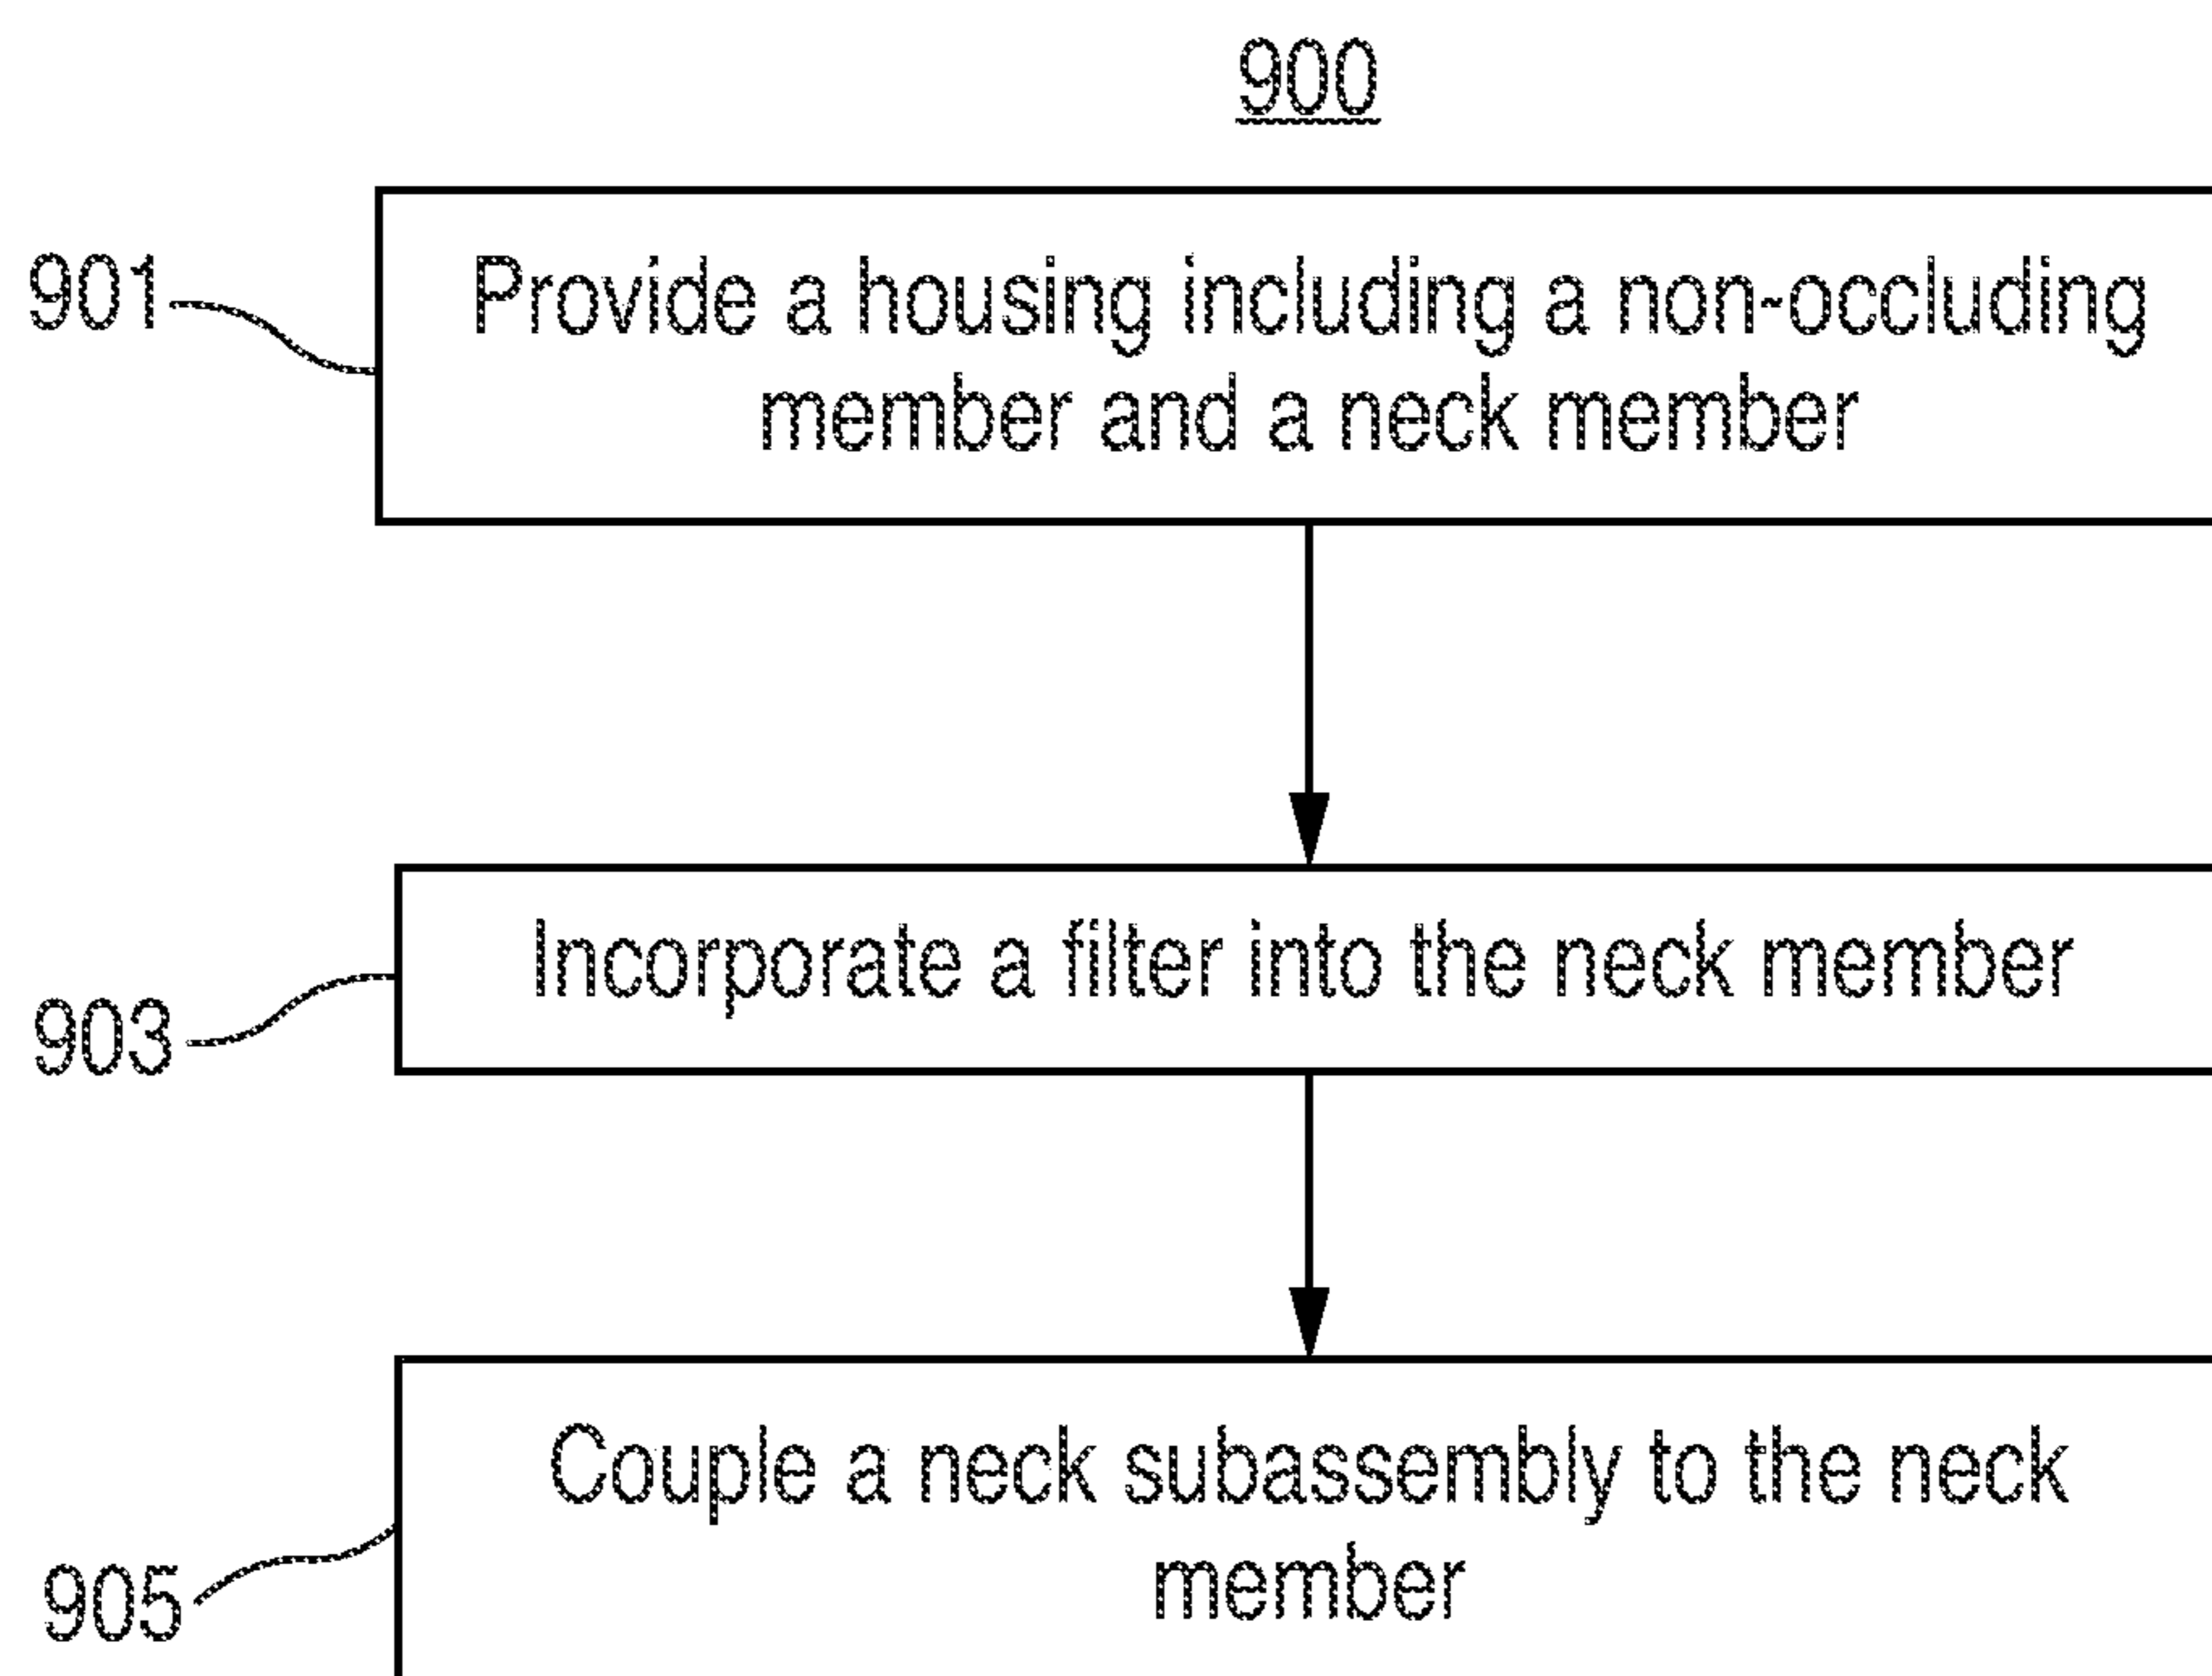 900
901
Provide a housing including a non-occluding
member and a neck member
Incorporate a filter into the neck member
903
Couple a neck subassembly to the neck
member
905